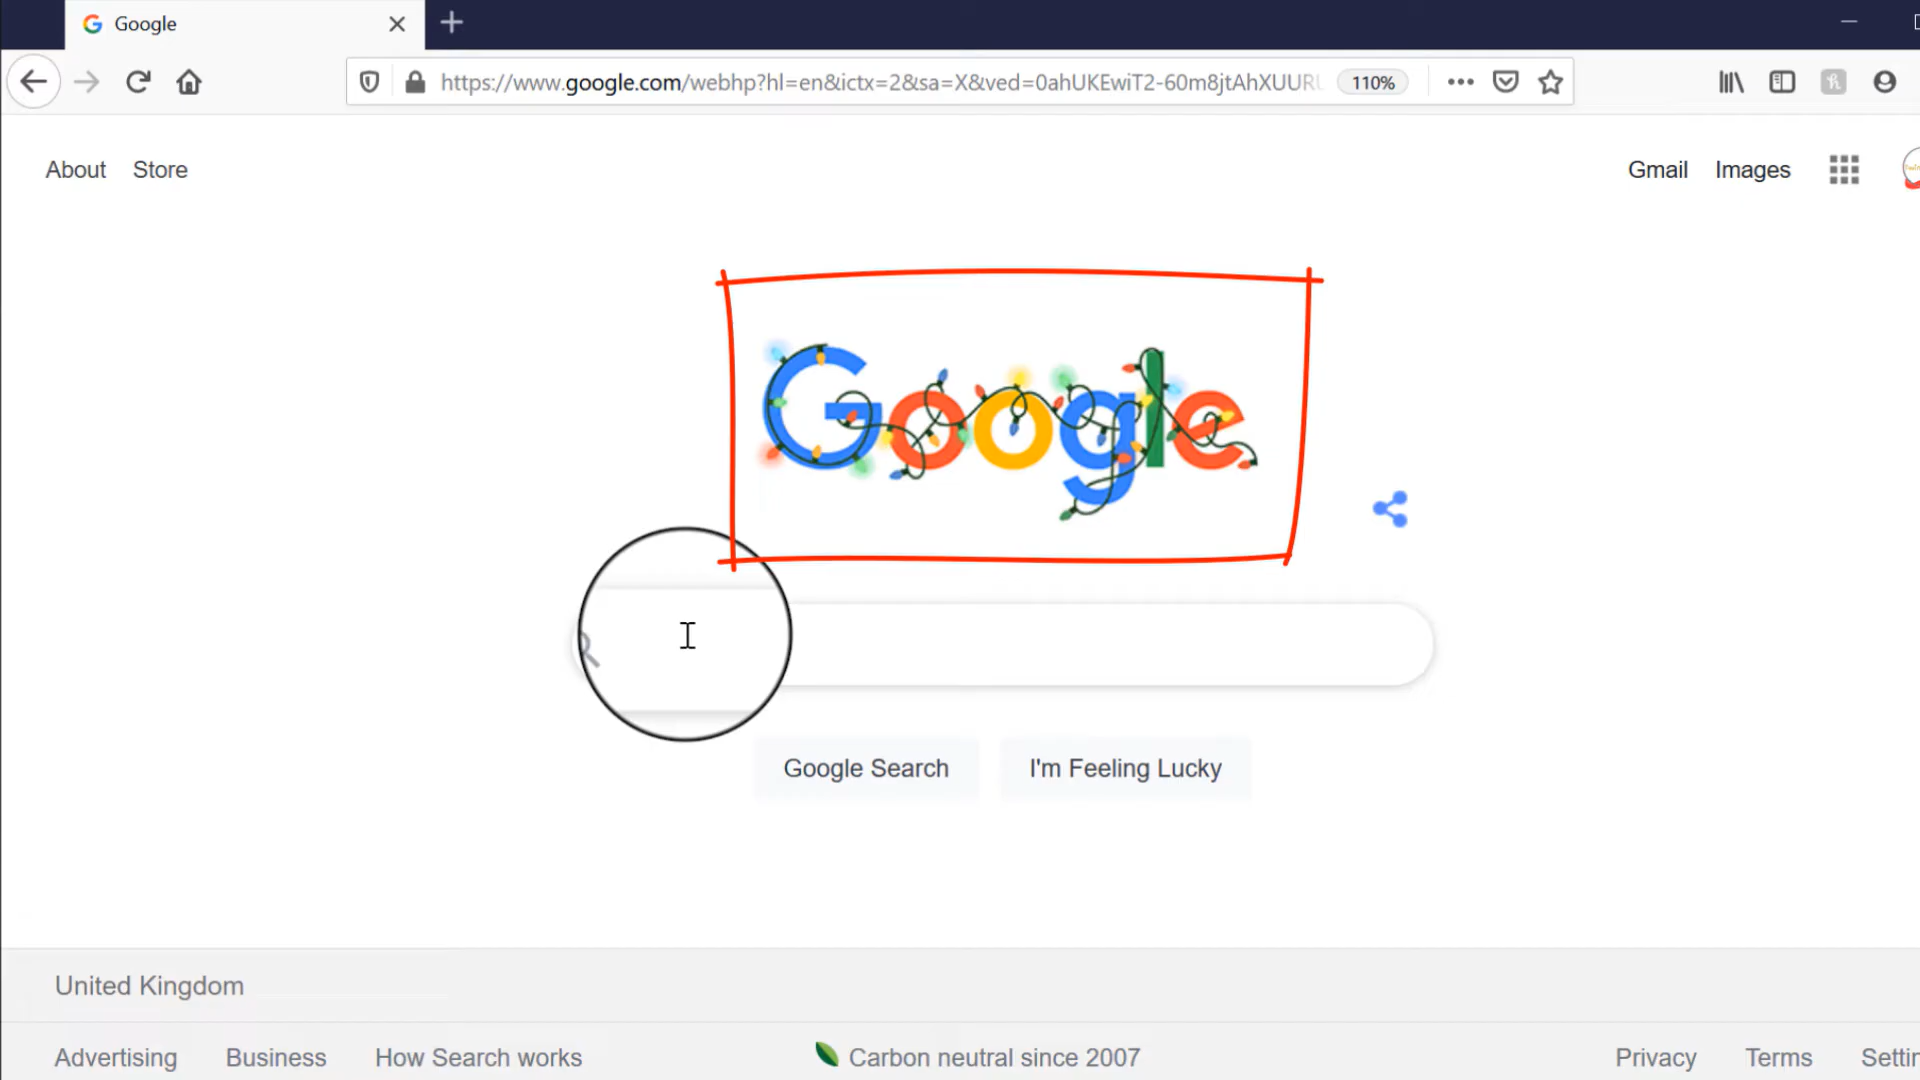 Google
https://www.google.com/webhp?hl=en&ictx=2&sa=X&ved=0ahUKEwiT2-60m8jtAhXUUR
110%
About Store
Gmail Images
Google
Google Search I'm Feeling Lucky
United Kingdom
Advertising Business How Search works Carbon neutral since 2007 Privacy Terms Settin